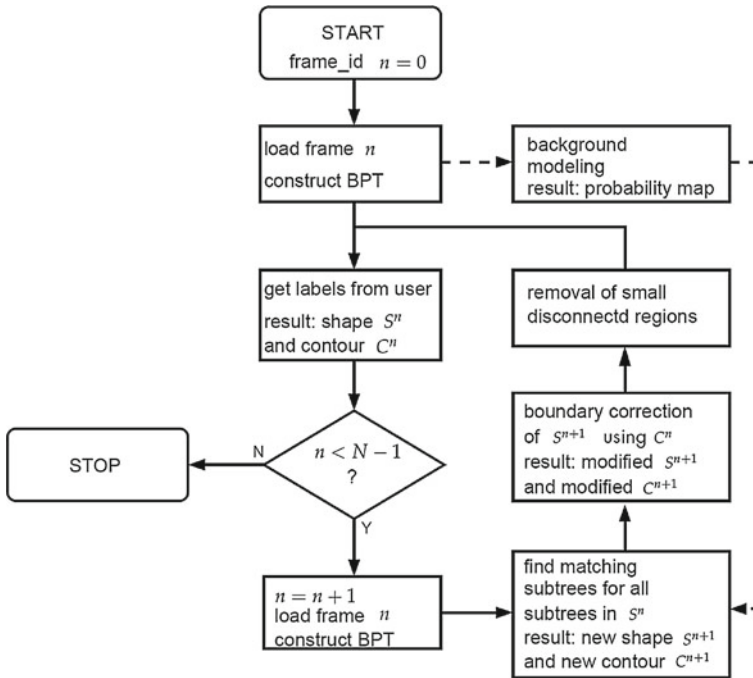 START
frame_id n = 0
load frame n
construct BPT
background
modeling
result: probability map
get labels from user
result: shape Sⁿ
and contour Cⁿ
removal of small
disconnectd regions
n < N − 1
?
N
Y
STOP
boundary correction
of Sⁿ⁺¹ using Cⁿ
result: modified Sⁿ⁺¹
and modified Cⁿ⁺¹
n = n + 1
load frame n
construct BPT
find matching
subtrees for all
subtrees in Sⁿ
result: new shape Sⁿ⁺¹
and new contour Cⁿ⁺¹